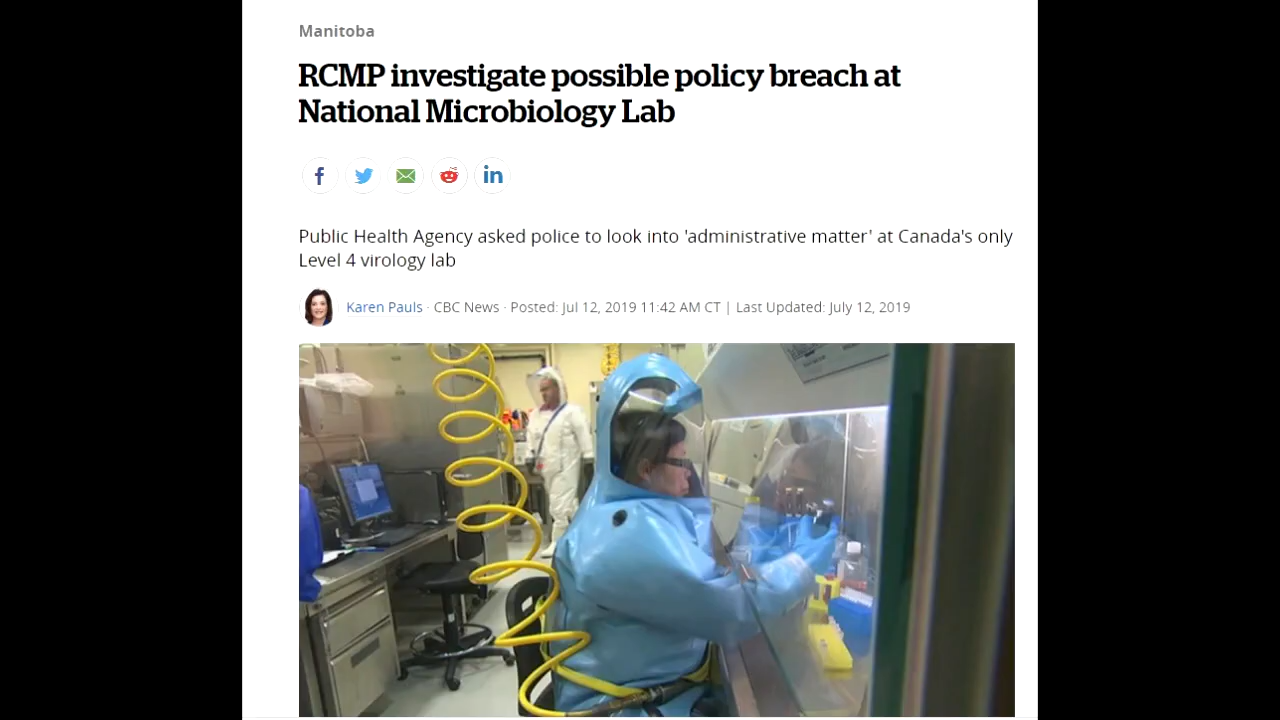 Manitoba
RCMP investigate possible policy breach at
National Microbiology Lab
Public Health Agency asked police to look into 'administrative matter' at Canada's only
Level 4 virology lab
Karen Pauls · CBC News · Posted: Jul 12, 2019 11:42 AM CT | Last Updated: July 12, 2019